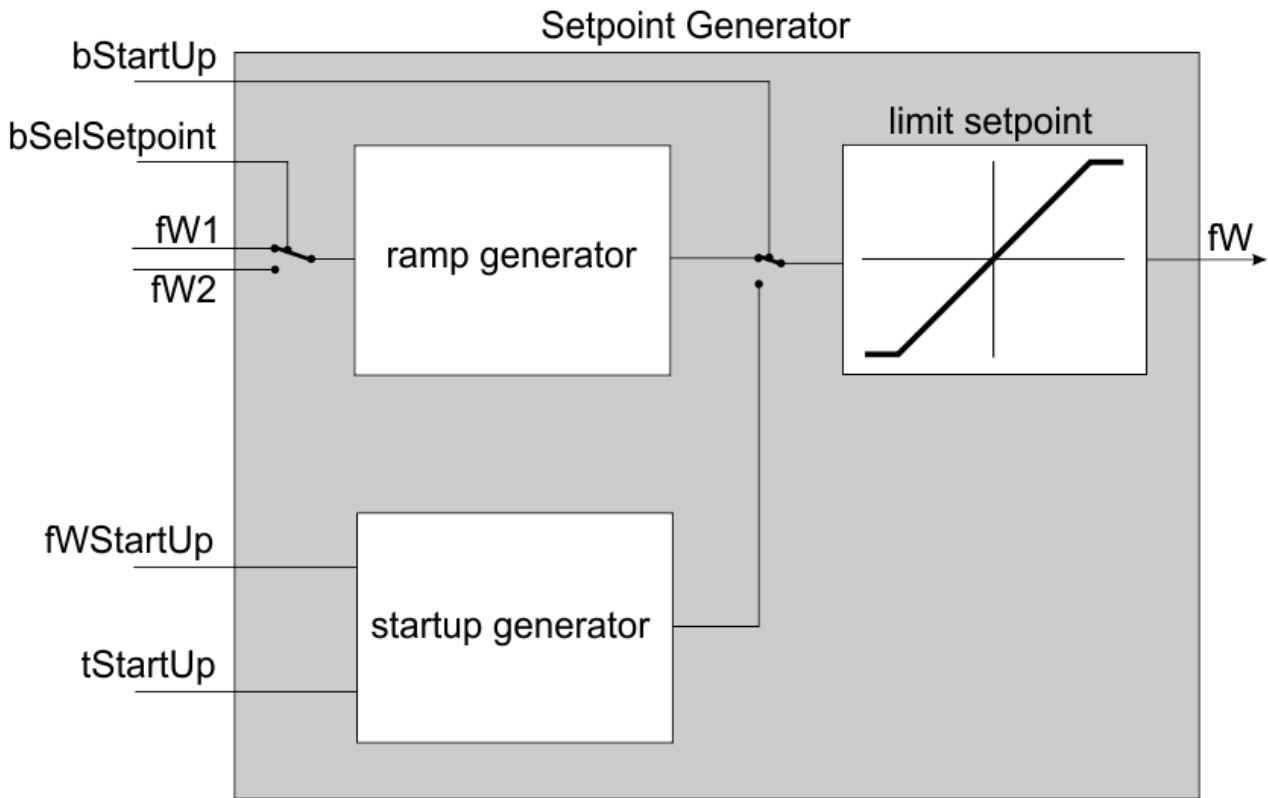 Setpoint Generator
bStartUp
bSelSetpoint
limit setpoint
fW1
fW2
ramp generator
fW
fWStartUp
startup generator
tStartUp